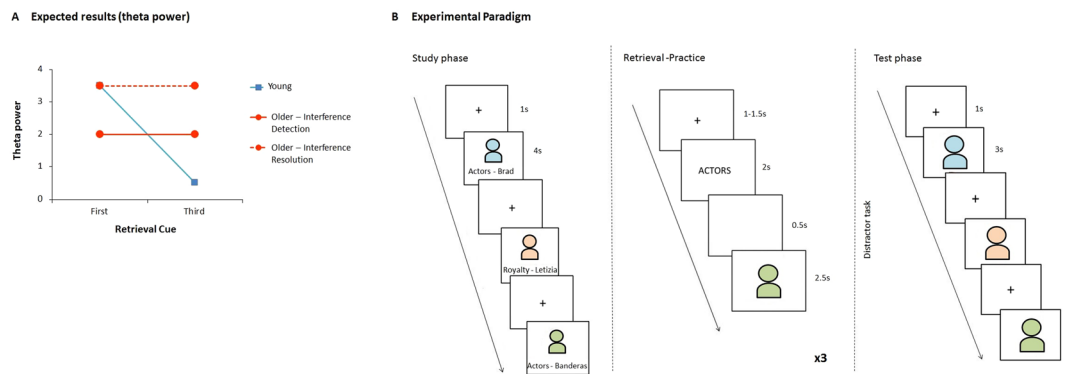 A Expected results (theta power)
4
3
2
1
0
Theta power
First Third
Retrieval Cue
Young
Older – Interference
Detection
Older – Interference
Resolution
B Experimental Paradigm
Study phase
+
1s
4s
Actors - Brad
+
Royalty - Letizia
+
Actors - Banderas
Retrieval -Practice
+
1-1.5s
ACTORS
2s
0.5s
2.5s
x3
Distractor task
Test phase
+
1s
3s
+
+